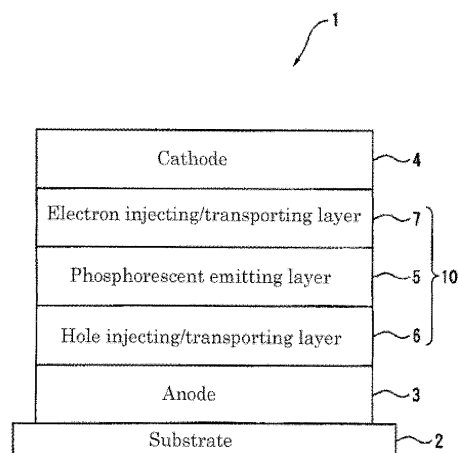 1
Cathode 4
Electron injecting/transporting layer 7
Phosphorescent emitting layer 5 10
Hole injecting/transporting layer 6
Anode 3
Substrate 2